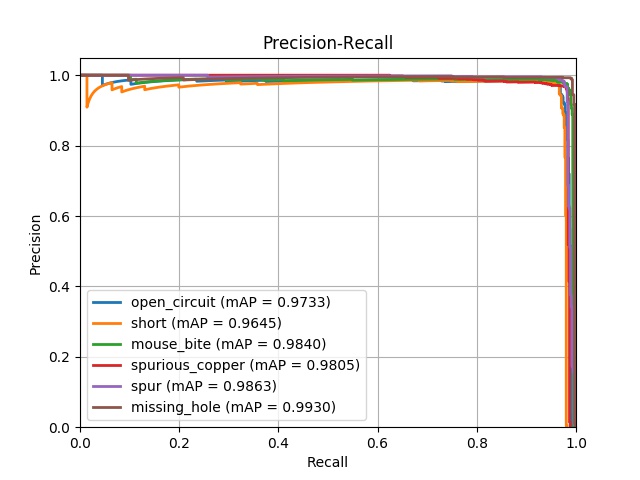 Precision-Recall
1.0
0.8
0.6
0.4
0.2
0.0
Precision
open_circuit (mAP = 0.9733)
short (mAP = 0.9645)
mouse_bite (mAP = 0.9840)
spurious_copper (mAP = 0.9805)
spur (mAP = 0.9863)
missing_hole (mAP = 0.9930)
0.0 0.2 0.4 0.6 0.8 1.0
Recall